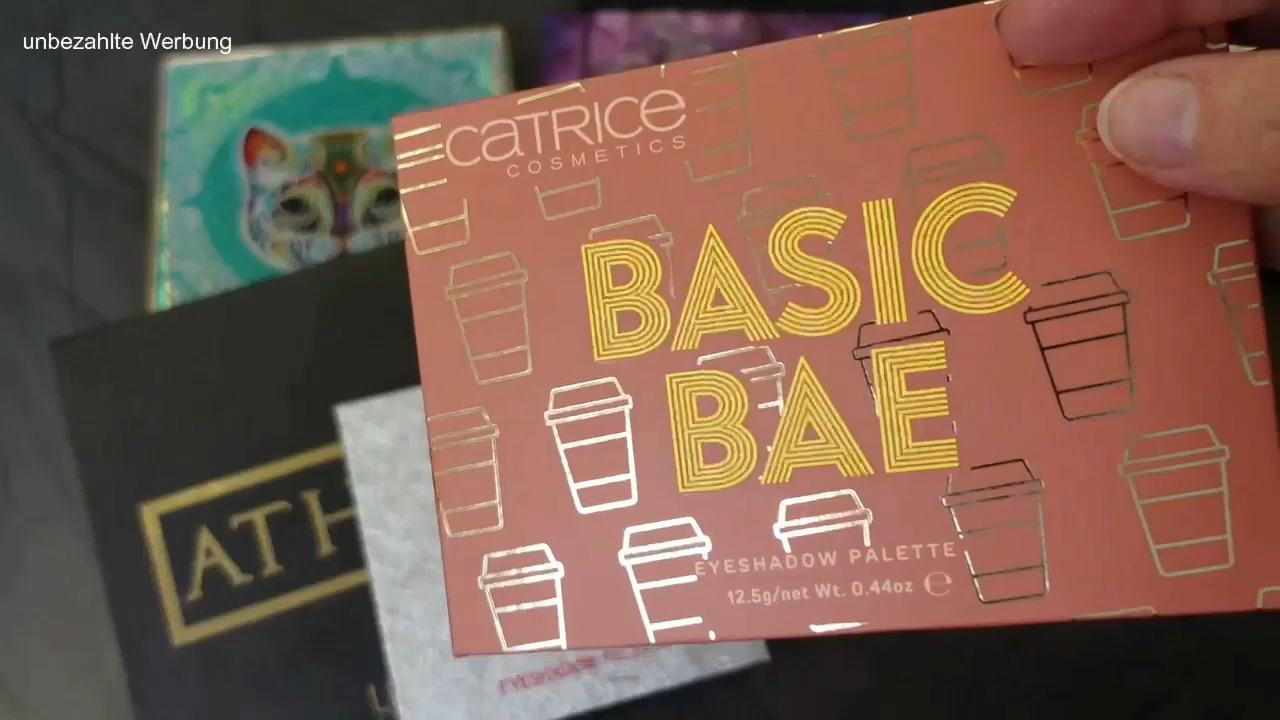 unbezahlte Werbung
CATRICE
COSMETICS
BASIC
BAE
EYESHADOW PALETTE
12.5g/net Wt. 0.44oz ℮
ATH